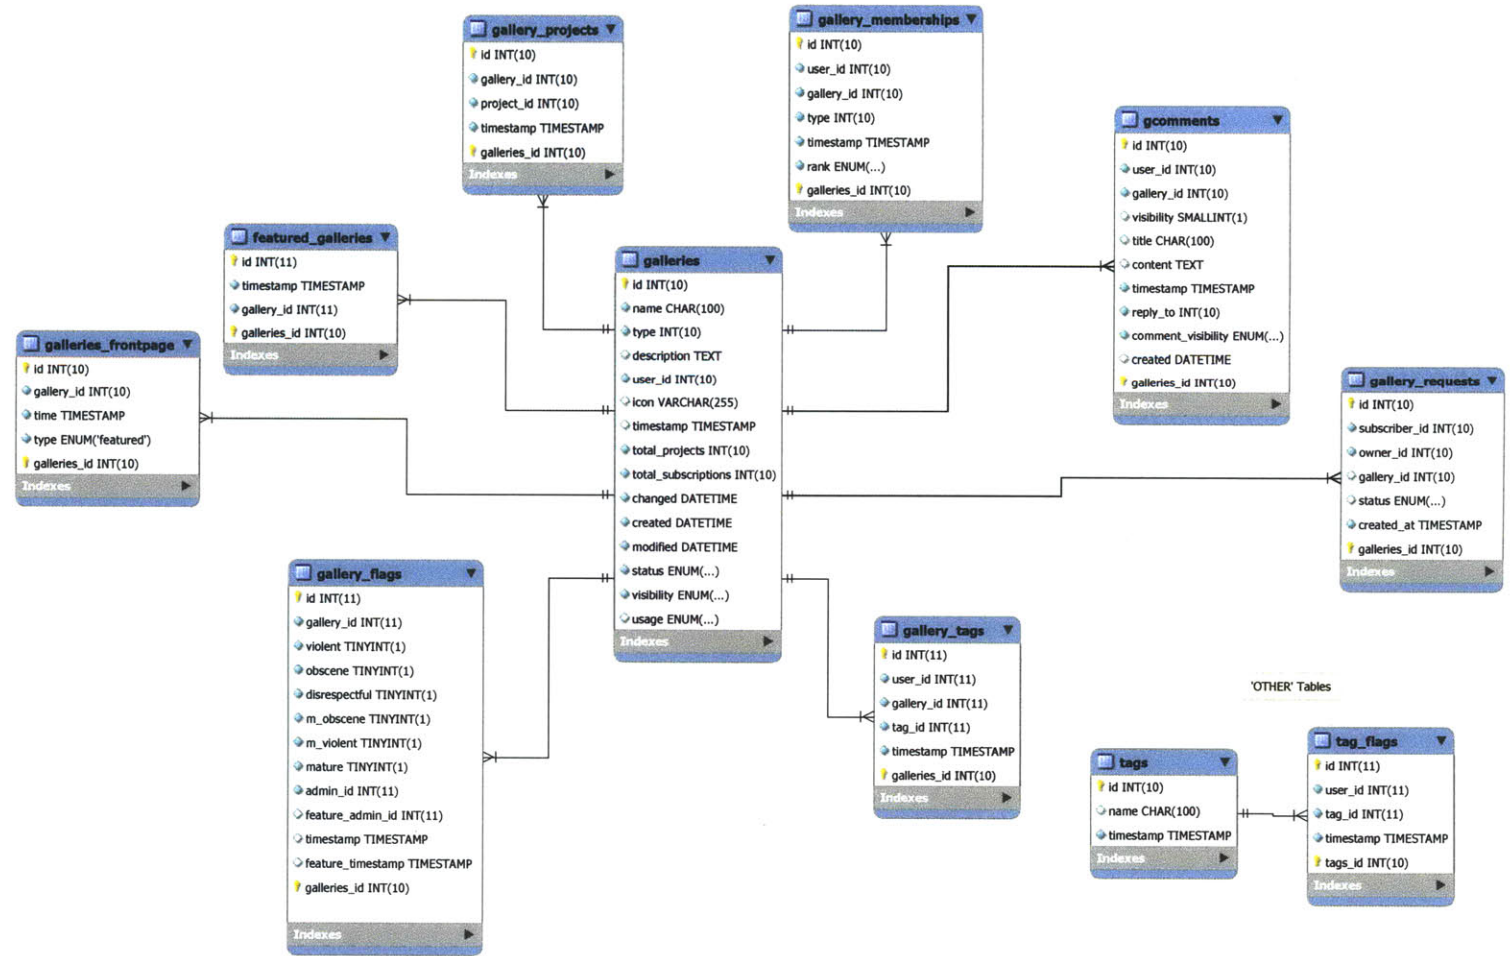 gallery_projects
id INT(10)
gallery_id INT(10)
project_id INT(10)
timestamp TIMESTAMP
galleries_id INT(10)
Indexes
gallery_memberships
id INT(10)
user_id INT(10)
gallery_id INT(10)
type INT(10)
timestamp TIMESTAMP
rank ENUM(...)
galleries_id INT(10)
Indexes
gcomments
id INT(10)
user_id INT(10)
gallery_id INT(10)
visibility SMALLINT(1)
title CHAR(100)
content TEXT
timestamp TIMESTAMP
reply_to INT(10)
comment_visibility ENUM(...)
created DATETIME
galleries_id INT(10)
Indexes
featured_galleries
id INT(11)
timestamp TIMESTAMP
gallery_id INT(11)
galleries_id INT(10)
Indexes
galleries
id INT(10)
name CHAR(100)
type INT(10)
description TEXT
user_id INT(10)
icon VARCHAR(255)
timestamp TIMESTAMP
total_projects INT(10)
total_subscriptions INT(10)
changed DATETIME
created DATETIME
modified DATETIME
status ENUM(...)
visibility ENUM(...)
usage ENUM(...)
Indexes
galleries_frontpage
id INT(10)
gallery_id INT(10)
time TIMESTAMP
type ENUM('featured')
galleries_id INT(10)
Indexes
gallery_requests
id INT(10)
subscriber_id INT(10)
owner_id INT(10)
gallery_id INT(10)
status ENUM(...)
created_at TIMESTAMP
galleries_id INT(10)
Indexes
gallery_flags
id INT(11)
gallery_id INT(11)
violent TINYINT(1)
obscene TINYINT(1)
disrespectful TINYINT(1)
m_obscene TINYINT(1)
m_violent TINYINT(1)
mature TINYINT(1)
admin_id INT(11)
feature_admin_id INT(11)
timestamp TIMESTAMP
feature_timestamp TIMESTAMP
galleries_id INT(10)
Indexes
gallery_tags
id INT(11)
user_id INT(11)
gallery_id INT(11)
tag_id INT(11)
timestamp TIMESTAMP
galleries_id INT(10)
Indexes
'OTHER' Tables
tags
id INT(10)
name CHAR(100)
timestamp TIMESTAMP
Indexes
tag_flags
id INT(11)
user_id INT(11)
tag_id INT(11)
timestamp TIMESTAMP
tags_id INT(10)
Indexes